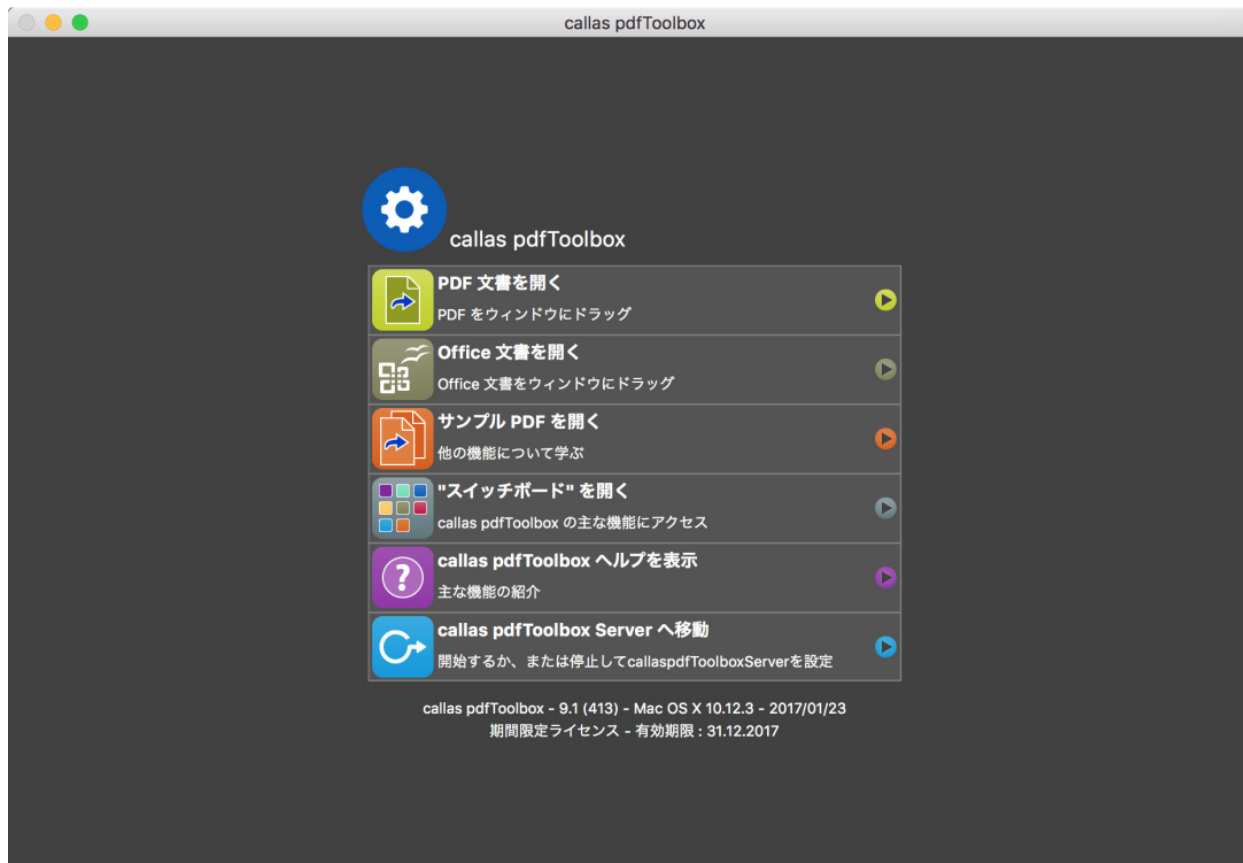 callas pdfToolbox
callas pdfToolbox
PDF 文書を開く
PDF をウィンドウにドラッグ
Office 文書を開く
Office 文書をウィンドウにドラッグ
サンプル PDF を開く
他の機能について学ぶ
"スイッチボード" を開く
callas pdfToolbox の主な機能にアクセス
callas pdfToolbox ヘルプを表示
主な機能の紹介
callas pdfToolbox Server へ移動
開始するか、または停止してcallaspdfToolboxServerを設定
callas pdfToolbox - 9.1 (413) - Mac OS X 10.12.3 - 2017/01/23
期間限定ライセンス - 有効期限 : 31.12.2017